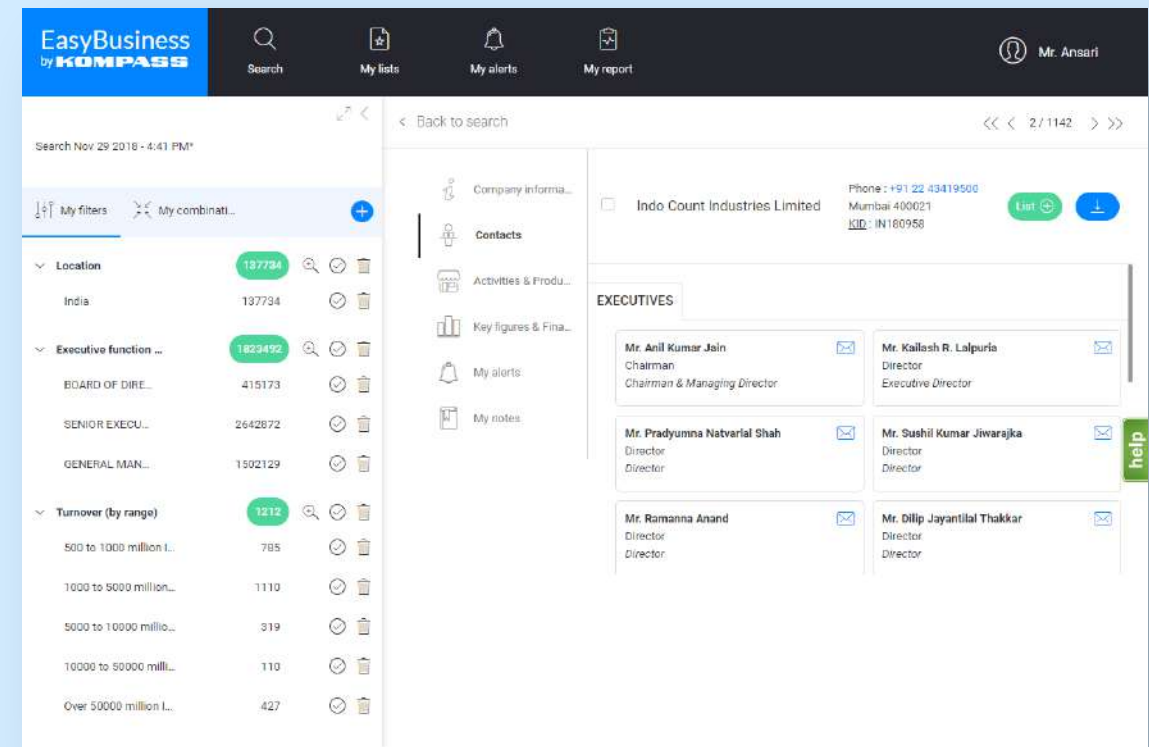 EasyBusiness
by KOMPASS
Search
My lists
My alerts
My report
Mr. Ansari
Search Nov 29 2018 - 4:41 PM*
My filters
My combinati...
Location 137734
India 137734
Executive function ... 1823492
BOARD OF DIRE... 415173
SENIOR EXECU... 2642872
GENERAL MAN... 1502129
Turnover (by range) 1212
500 to 1000 million I... 785
1000 to 5000 million... 1110
5000 to 10000 millio... 319
10000 to 50000 milli... 110
Over 50000 million I... 427
< Back to search
<< < 2 / 1142 > >>
Company informa...
Contacts
Activities & Produ...
Key figures & Fina...
My alerts
My notes
Indo Count Industries Limited
Phone : +91 22 43419500
Mumbai 400021
KID : IN180958
List
EXECUTIVES
Mr. Anil Kumar Jain
Chairman
Chairman & Managing Director
Mr. Kailash R. Lalpuria
Director
Executive Director
Mr. Pradyumna Natvarlal Shah
Director
Director
Mr. Sushil Kumar Jiwarajka
Director
Director
Mr. Ramanna Anand
Director
Director
Mr. Dilip Jayantilal Thakkar
Director
Director
help